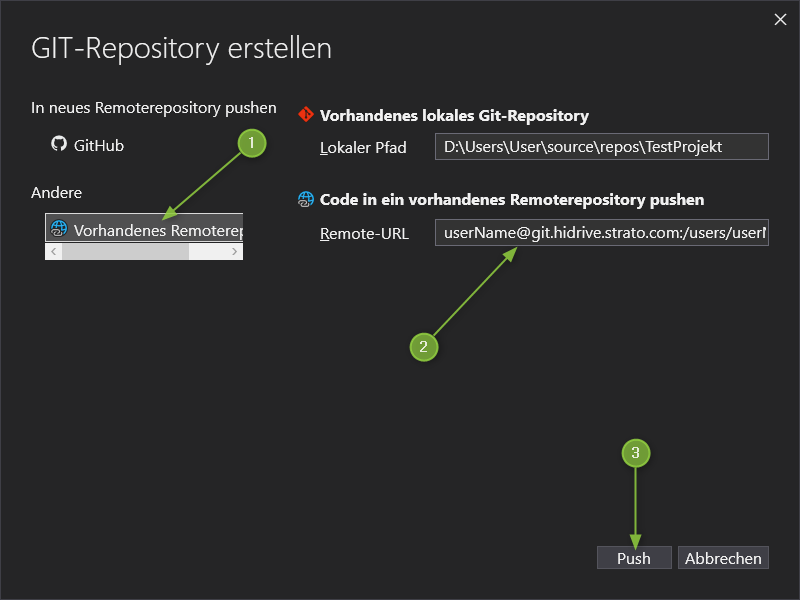 GIT-Repository erstellen
In neues Remoterepository pushen
GitHub
Andere
Vorhandenes Remoterep
Vorhandenes lokales Git-Repository
Lokaler Pfad D:\Users\User\source\repos\TestProjekt
Code in ein vorhandenes Remoterepository pushen
Remote-URL userName@git.hidrive.strato.com:/users/userN
1
2
3
Push Abbrechen